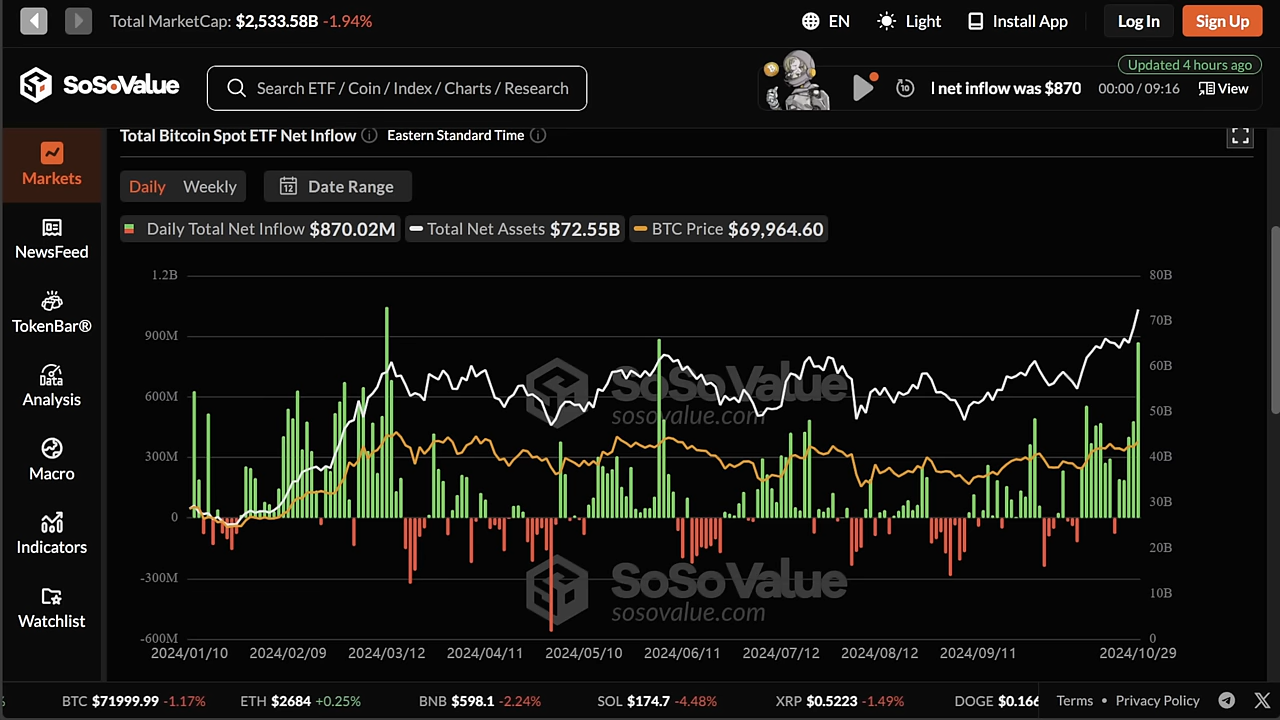 Total MarketCap: $2,533.58B -1.94%
EN
Light
Install App
Log In
Sign Up
SoSoValue
Search ETF / Coin / Index / Charts / Research
Updated 4 hours ago
10
l net inflow was $870
00:00 / 09:16
View
Markets
NewsFeed
TokenBar®
Data
Analysis
Macro
Indicators
Watchlist
Total Bitcoin Spot ETF Net Inflow
Eastern Standard Time
Daily
Weekly
12
Date Range
Daily Total Net Inflow $870.02M
Total Net Assets $72.55B
BTC Price $69,964.60
1.2B
900M
600M
300M
0
-300M
-600M
80B
70B
60B
50B
40B
30B
20B
10B
0
SoSoValue
sosovalue.com
SoSoValue
sosovalue.com
2024/01/10
2024/02/09
2024/03/12
2024/04/11
2024/05/10
2024/06/11
2024/07/12
2024/08/12
2024/09/11
2024/10/29
%
BTC $71999.99 -1.17%
ETH $2684 +0.25%
BNB $598.1 -2.24%
SOL $174.7 -4.48%
XRP $0.5223 -1.49%
DOGE $0.166
Terms • Privacy Policy